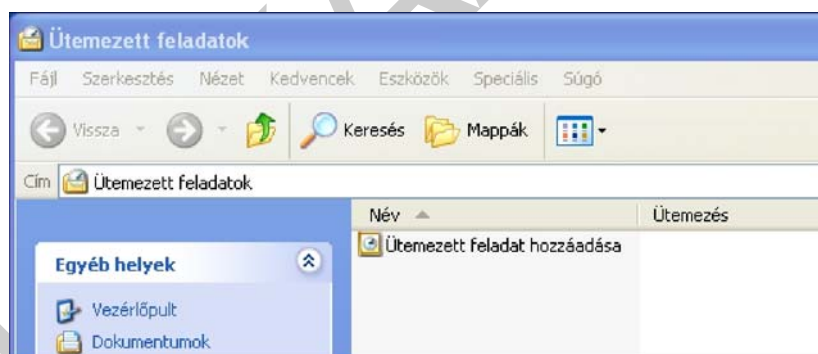 Ütemezett feladatok
Fájl Szerkesztés Nézet Kedvencek Eszközök Speciális Súgó
Vissza Keresés Mappák
Cím Ütemezett feladatok
Név Ütemezés
Ütemezett feladat hozzáadása
Egyéb helyek
Vezérlőpult
Dokumentumok